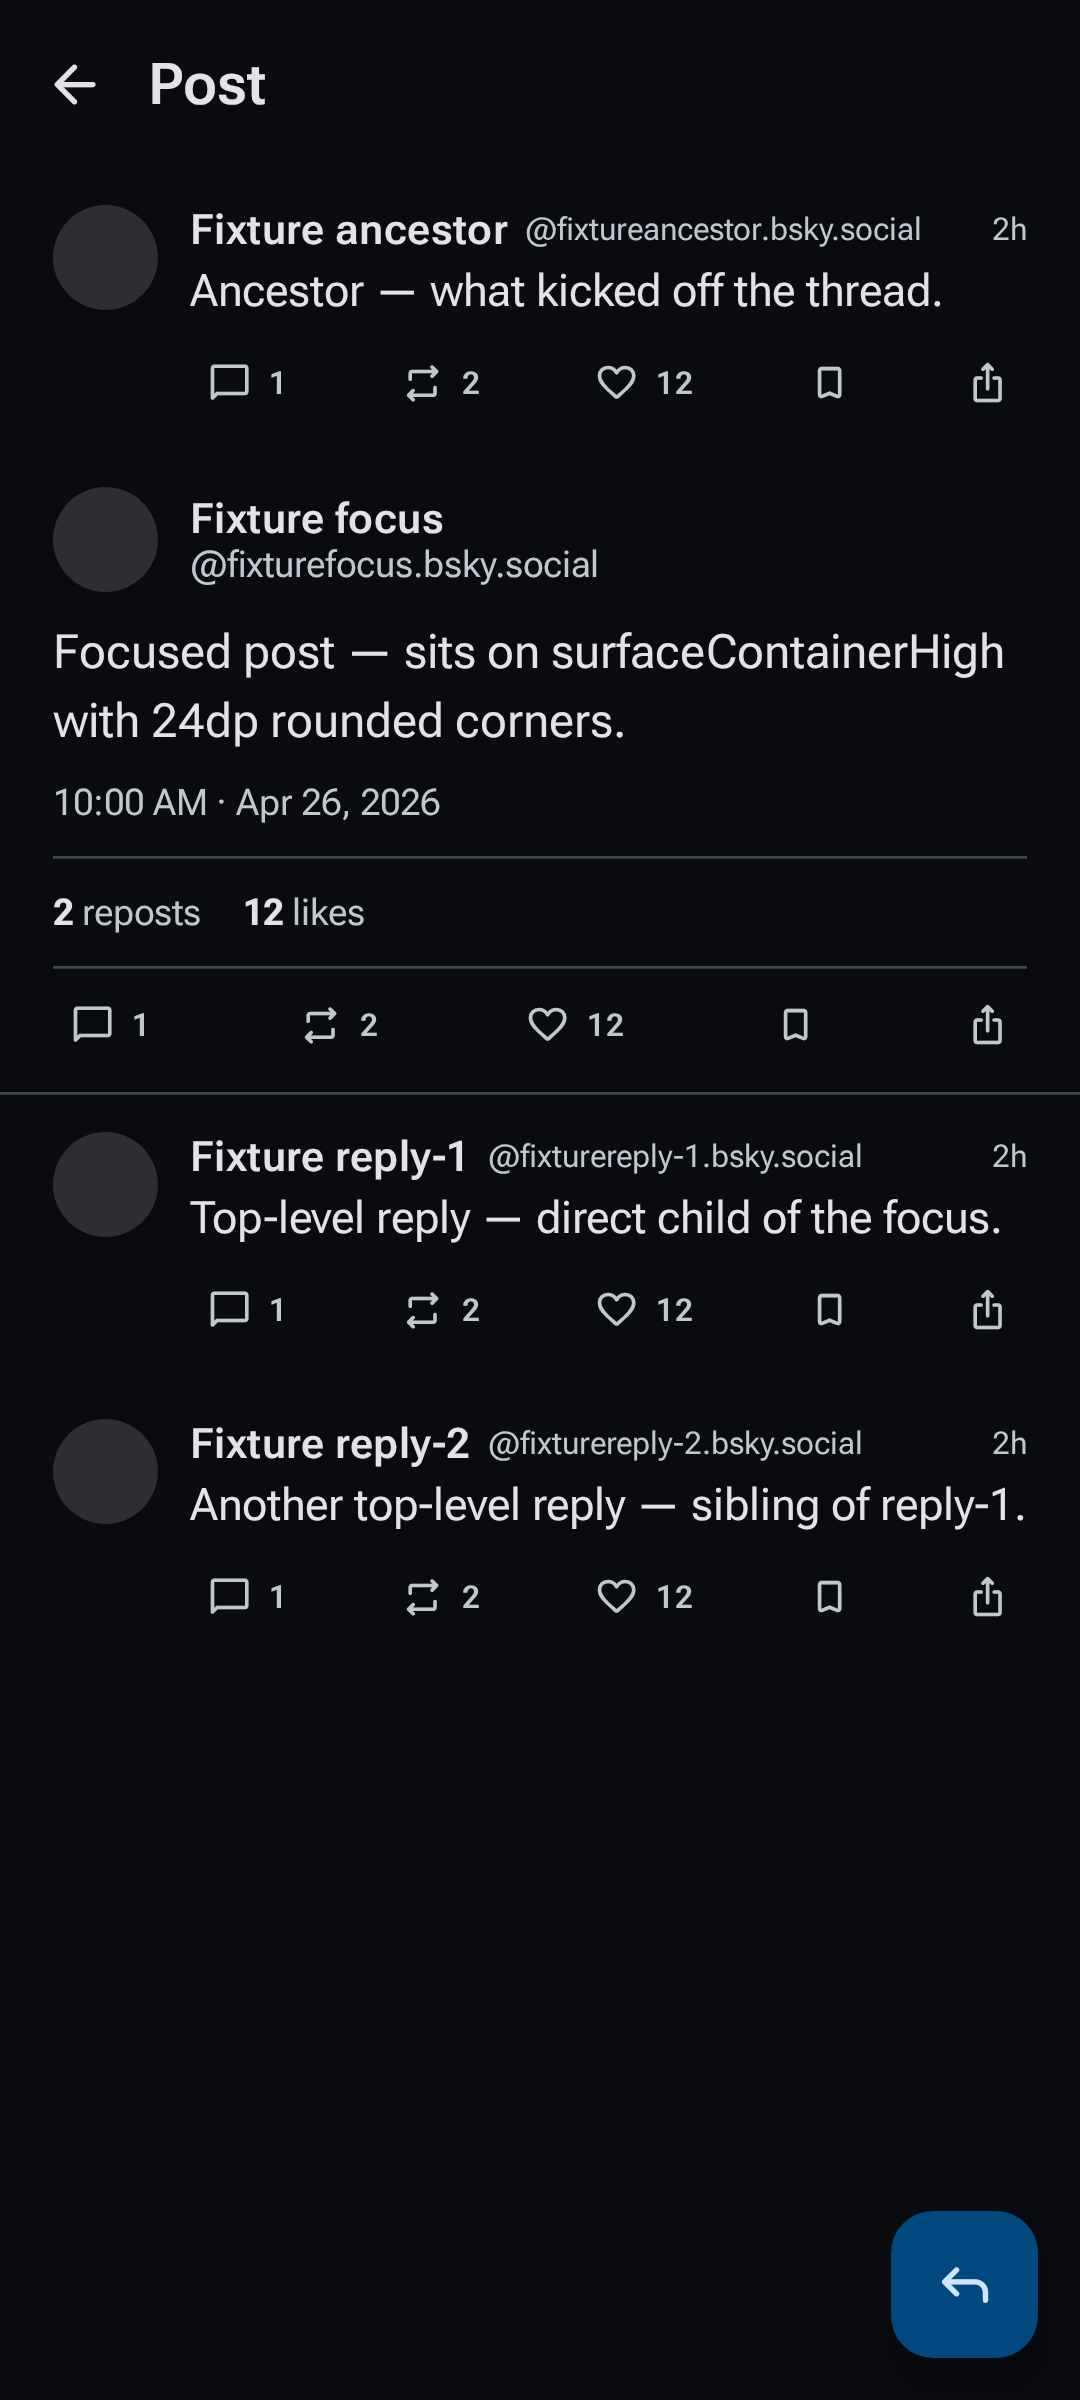 Post
Fixture ancestor @fixtureancestor.bsky.social 2h
Ancestor — what kicked off the thread.
1 2 12
Fixture focus
@fixturefocus.bsky.social
Focused post — sits on surfaceContainerHigh
with 24dp rounded corners.
10:00 AM · Apr 26, 2026
2 reposts 12 likes
1 2 12
Fixture reply-1 @fixturereply-1.bsky.social 2h
Top-level reply — direct child of the focus.
1 2 12
Fixture reply-2 @fixturereply-2.bsky.social 2h
Another top-level reply — sibling of reply-1.
1 2 12